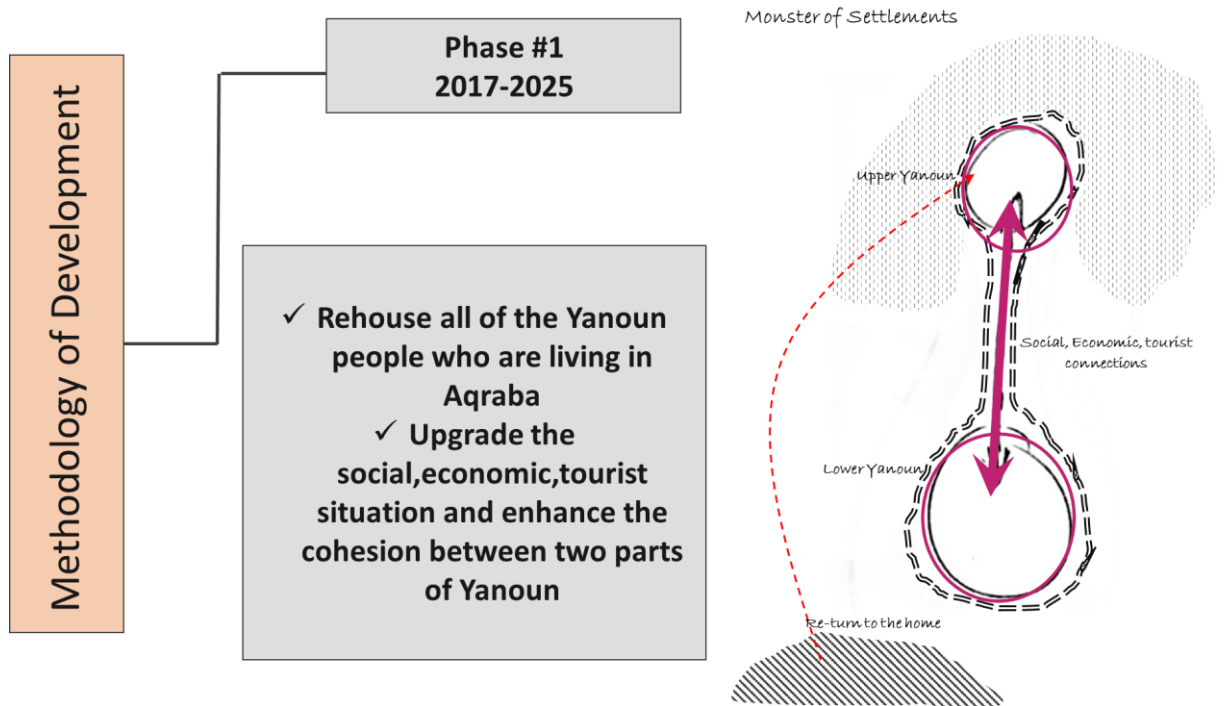 Methodology of Development
Phase #1
2017-2025
✓ Rehouse all of the Yanoun
people who are living in
Aqraba
✓ Upgrade the
social,economic,tourist
situation and enhance the
cohesion between two parts
of Yanoun
Monster of Settlements
Upper Yanoun
Social, Economic, tourist
connections
Lower Yanoun
Re-turn to the home